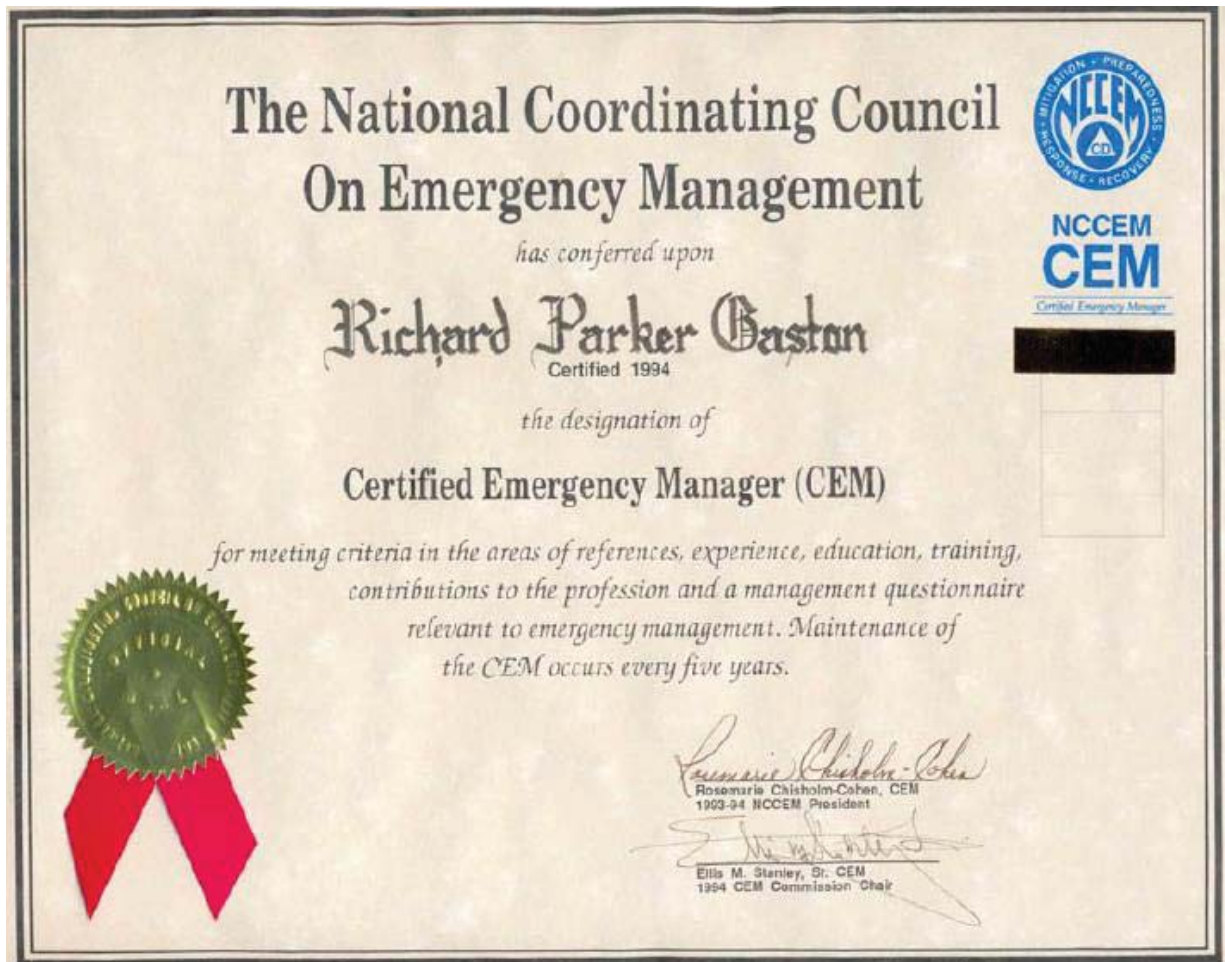 The National Coordinating Council
On Emergency Management
has conferred upon
Richard Parker Gaston
Certified 1994
the designation of
Certified Emergency Manager (CEM)
for meeting criteria in the areas of references, experience, education, training,
contributions to the profession and a management questionnaire
relevant to emergency management. Maintenance of
the CEM occurs every five years.
Rosemarie Chisholm-Cohen
Rosemarie Chisholm-Cohen, CEM
1993-94 NCCEM President
Ellis M. Stanley, Sr. CEM
1994 CEM Commission Chair
MITIGATION • PREPAREDNESS • RESPONSE • RECOVERY
NCCEM
CD
NCCEM
CEM
Certified Emergency Manager
OFFICIAL